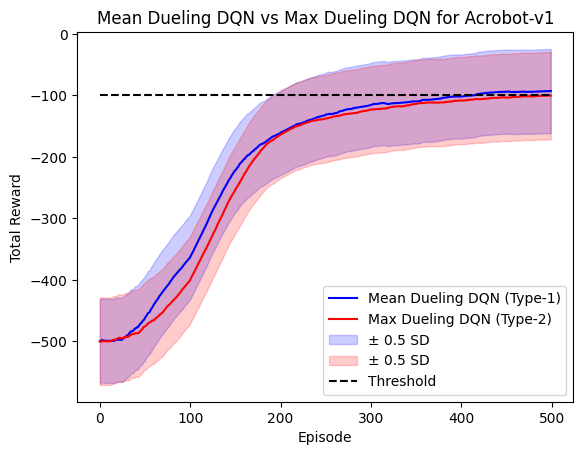 Mean Dueling DQN vs Max Dueling DQN for Acrobot-v1
Total Reward
0
−100
−200
−300
−400
−500
0 100 200 300 400 500
Episode
Mean Dueling DQN (Type-1)
Max Dueling DQN (Type-2)
± 0.5 SD
± 0.5 SD
Threshold